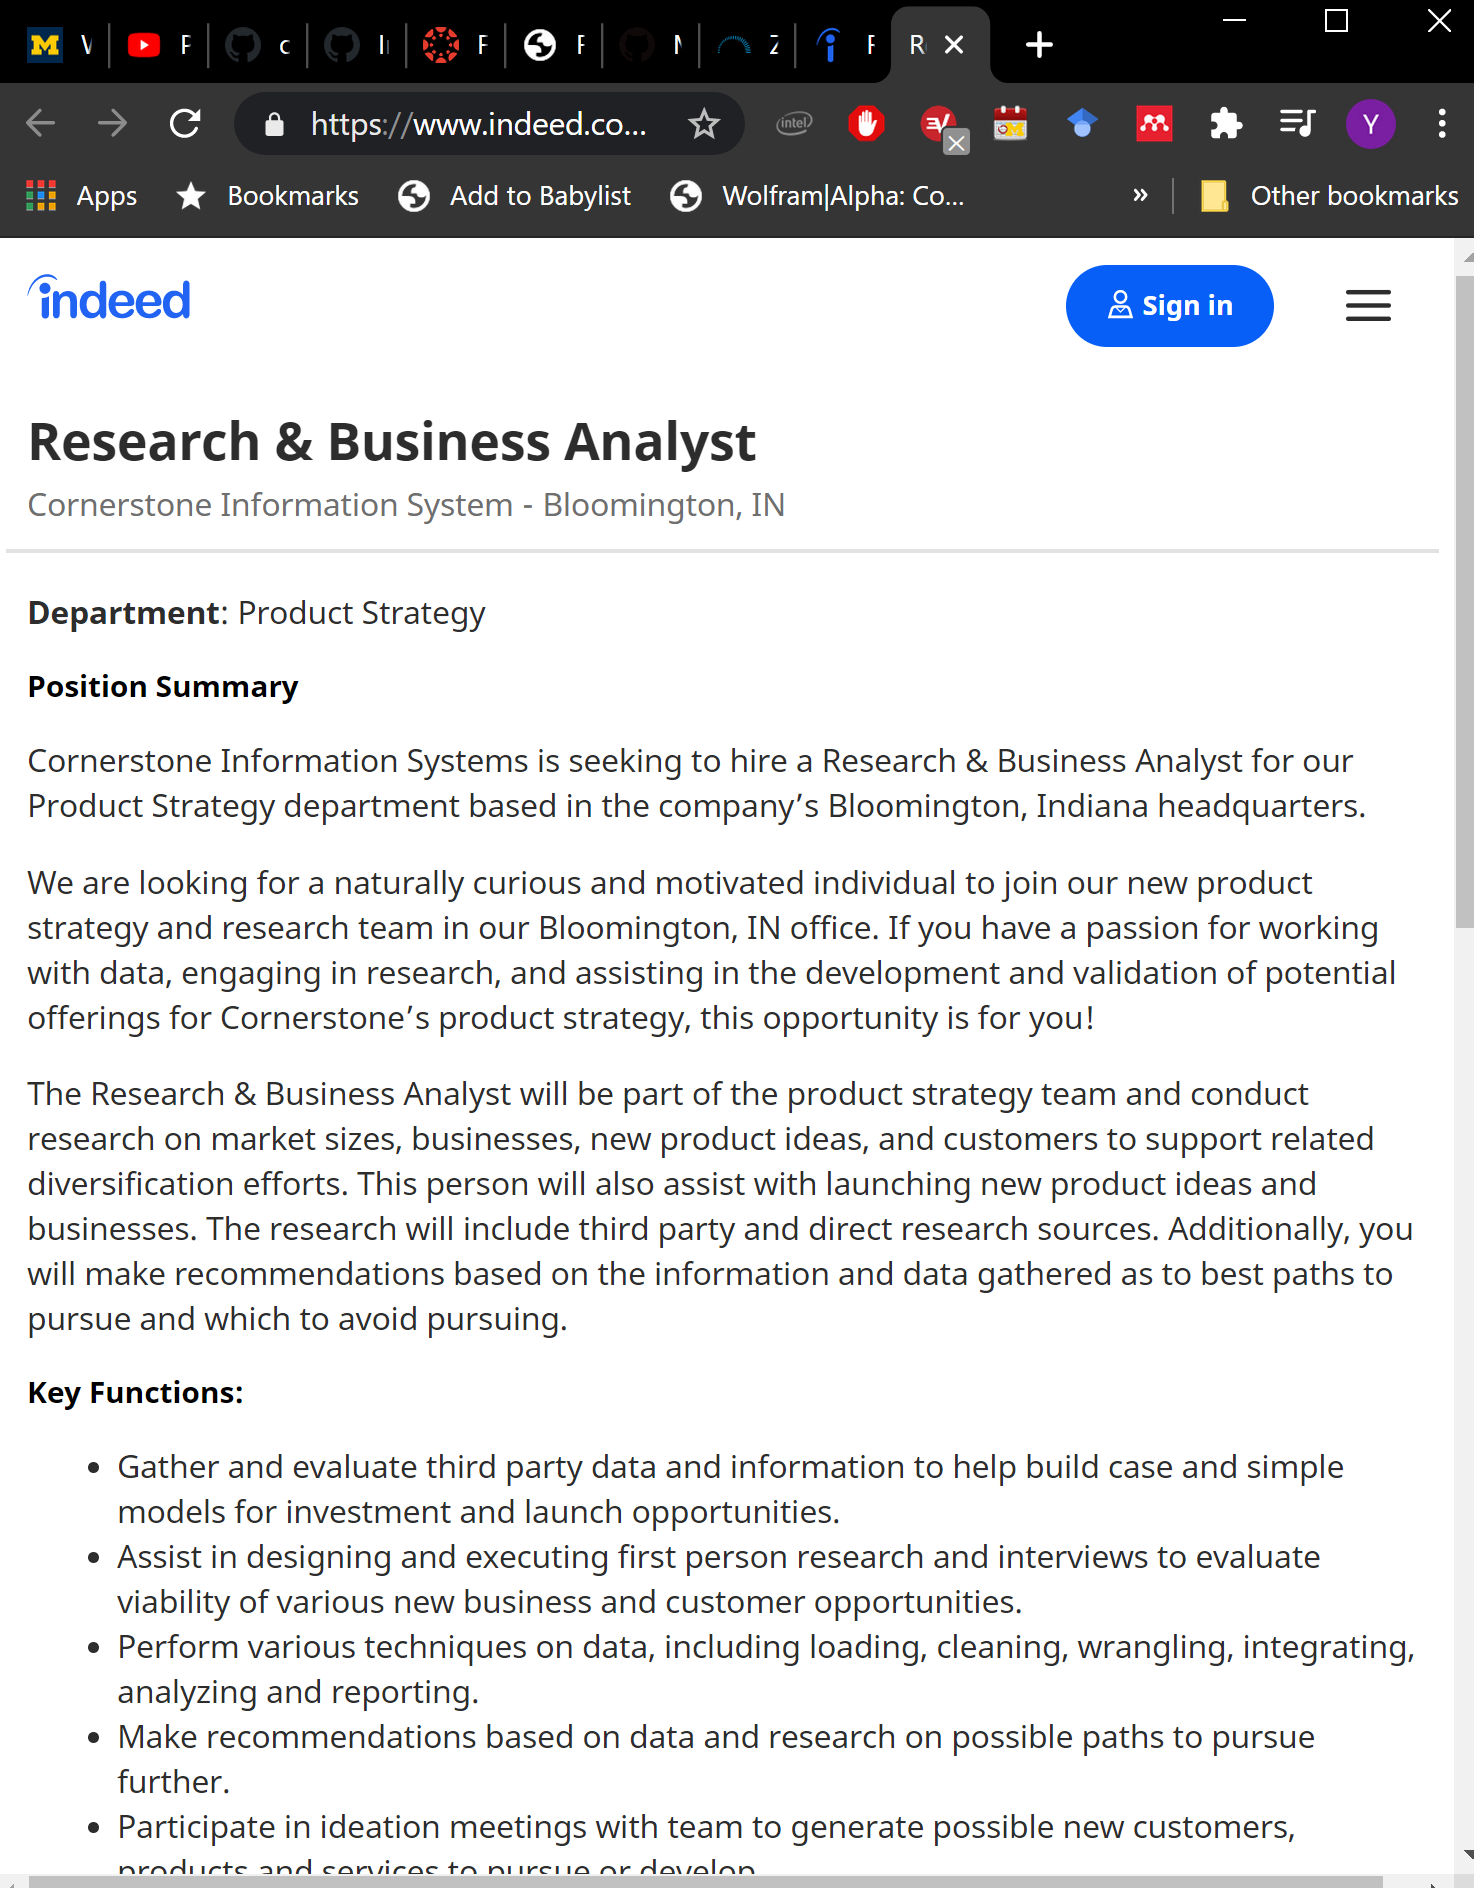 https://www.indeed.co...
intel
Y
Apps
Bookmarks
Add to Babylist
Wolfram|Alpha: Co...
»
Other bookmarks
indeed
Sign in
Research & Business Analyst
Cornerstone Information System - Bloomington, IN
Department: Product Strategy
Position Summary
Cornerstone Information Systems is seeking to hire a Research & Business Analyst for our
Product Strategy department based in the company’s Bloomington, Indiana headquarters.
We are looking for a naturally curious and motivated individual to join our new product
strategy and research team in our Bloomington, IN office. If you have a passion for working
with data, engaging in research, and assisting in the development and validation of potential
offerings for Cornerstone’s product strategy, this opportunity is for you!
The Research & Business Analyst will be part of the product strategy team and conduct
research on market sizes, businesses, new product ideas, and customers to support related
diversification efforts. This person will also assist with launching new product ideas and
businesses. The research will include third party and direct research sources. Additionally, you
will make recommendations based on the information and data gathered as to best paths to
pursue and which to avoid pursuing.
Key Functions:
• Gather and evaluate third party data and information to help build case and simple
models for investment and launch opportunities.
• Assist in designing and executing first person research and interviews to evaluate
viability of various new business and customer opportunities.
• Perform various techniques on data, including loading, cleaning, wrangling, integrating,
analyzing and reporting.
• Make recommendations based on data and research on possible paths to pursue
further.
• Participate in ideation meetings with team to generate possible new customers,
products and services to pursue or develop